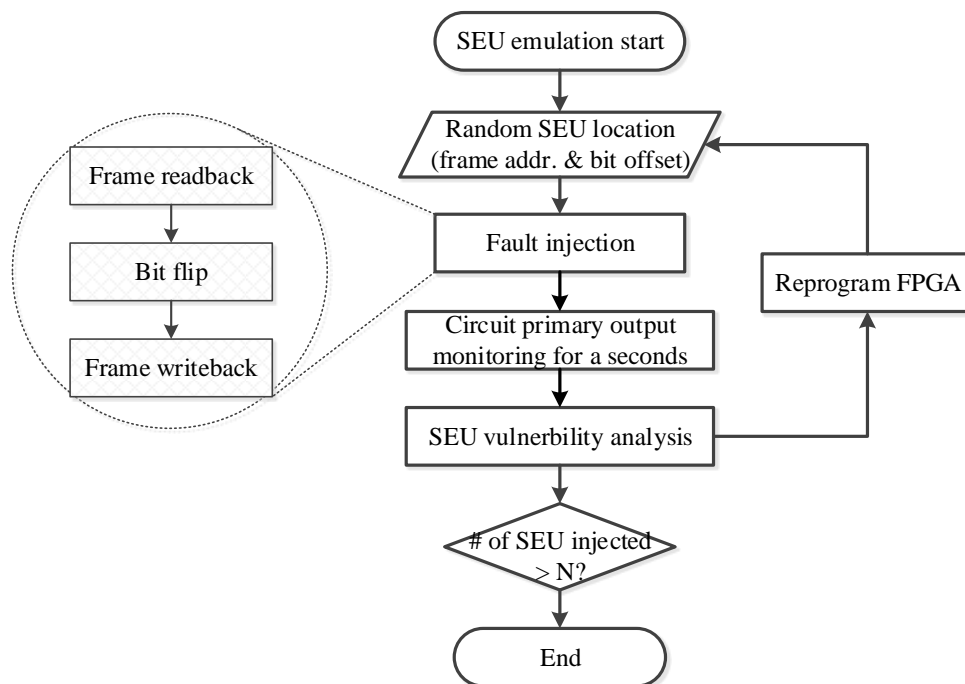 SEU emulation start
Random SEU location
(frame addr. & bit offset)
Frame readback
Bit flip
Frame writeback
Fault injection
Reprogram FPGA
Circuit primary output
monitoring for a seconds
SEU vulnerbility analysis
# of SEU injected
> N?
End